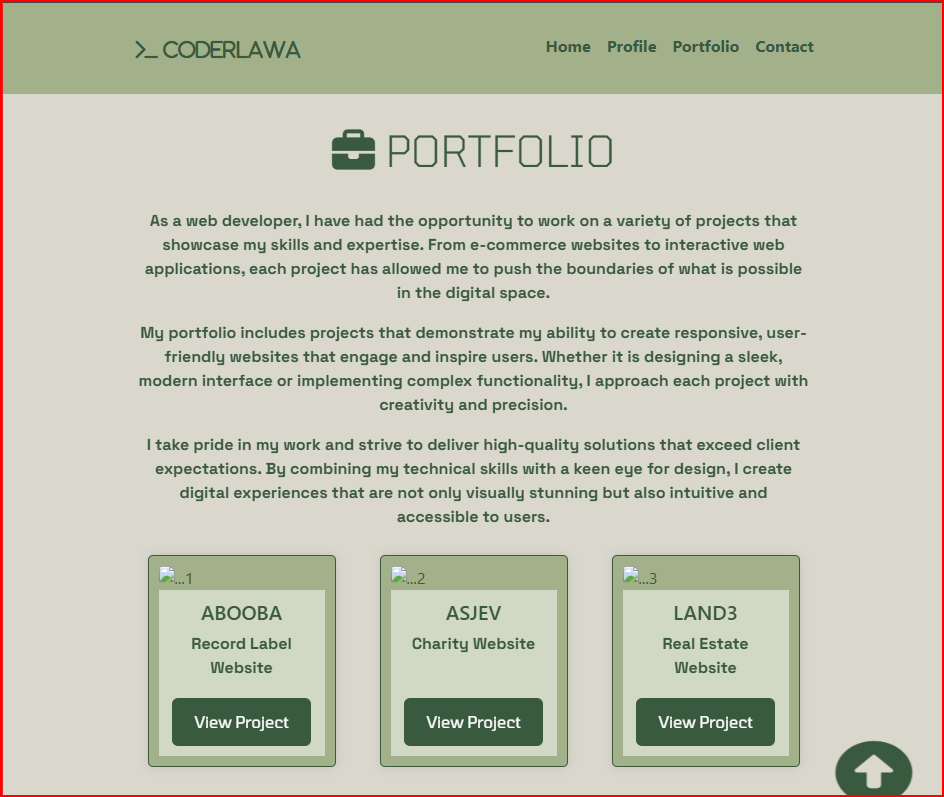 >_ CODERLAWA
Home Profile Portfolio Contact
PORTFOLIO
As a web developer, I have had the opportunity to work on a variety of projects that
showcase my skills and expertise. From e-commerce websites to interactive web
applications, each project has allowed me to push the boundaries of what is possible
in the digital space.
My portfolio includes projects that demonstrate my ability to create responsive, user-
friendly websites that engage and inspire users. Whether it is designing a sleek,
modern interface or implementing complex functionality, I approach each project with
creativity and precision.
I take pride in my work and strive to deliver high-quality solutions that exceed client
expectations. By combining my technical skills with a keen eye for design, I create
digital experiences that are not only visually stunning but also intuitive and
accessible to users.
...1
ABOOBA
Record Label
Website
View Project
...2
ASJEV
Charity Website
View Project
...3
LAND3
Real Estate
Website
View Project